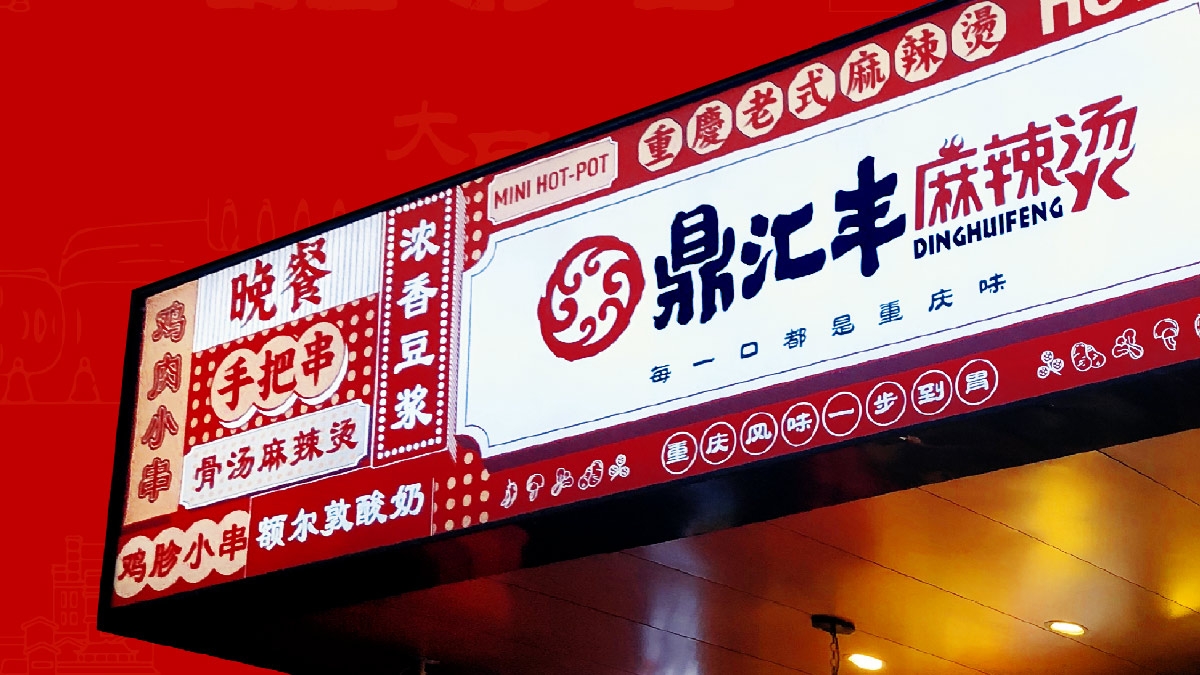 重慶老式麻辣燙
MINI HOT-POT
鼎汇丰麻辣烫
DINGHUIFENG
每一口都是重庆味
重庆风味一步到胃
晚餐
手把串
骨汤麻辣烫
浓香豆浆
鸡肉小串
鸡胗小串
额尔敦酸奶